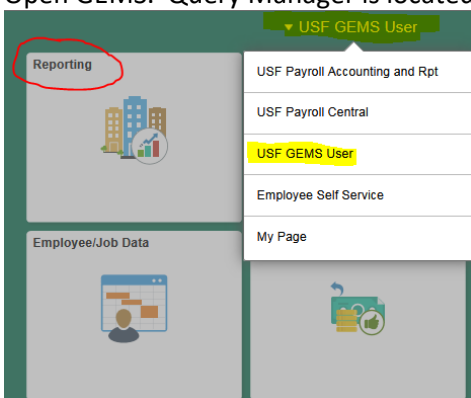 Open GEMS. Query Manager is located
▾ USF GEMS User
Reporting
USF Payroll Accounting and Rpt
USF Payroll Central
USF GEMS User
Employee Self Service
Employee/Job Data
My Page